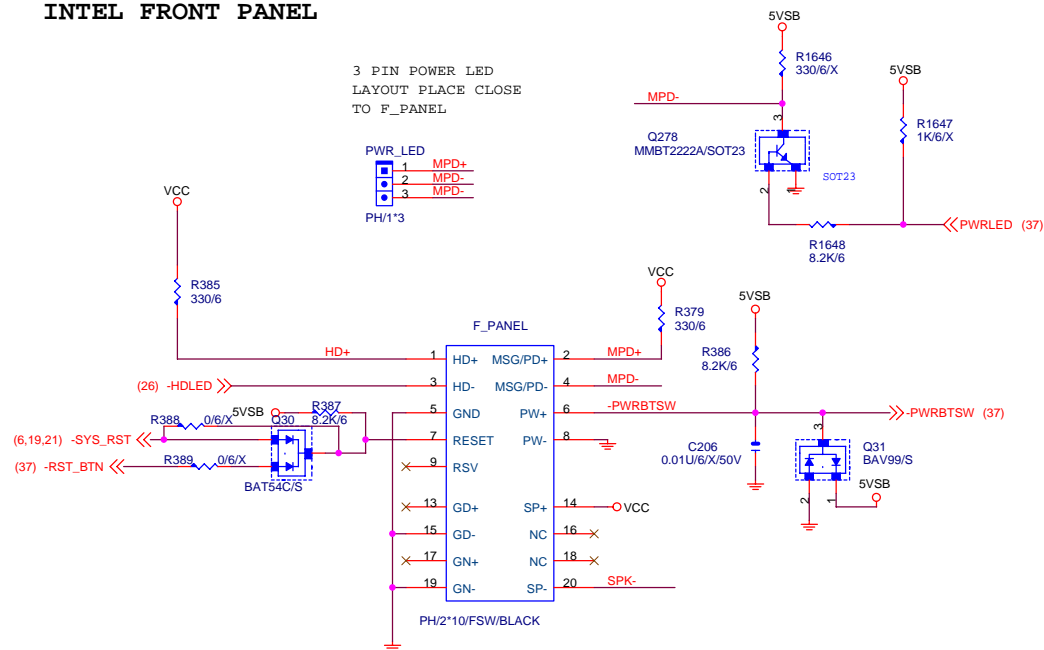 INTEL FRONT PANEL
3 PIN POWER LED
LAYOUT PLACE CLOSE
TO F_PANEL
5VSB
R1646
330/6/X
MPD-
3
Q278
MMBT2222A/SOT23
SOT23
2
1
5VSB
R1647
1K/6/X
PWRLED (37)
R1648
8.2K/6
PWR_LED
1 MPD+
2 MPD-
3 MPD-
PH/1*3
VCC
R385
330/6
VCC
R379
330/6
5VSB
R386
8.2K/6
F_PANEL
HD+ 1 HD+ MSG/PD+ 2 MPD+
(26) -HDLED 3 HD- MSG/PD- 4 MPD-
5 GND PW+ 6 -PWRBTSW
-PWRBTSW (37)
7 RESET PW- 8
9 RSV
13 GD+ SP+ 14 VCC
15 GD- NC 16
17 GN+ NC 18
19 GN- SP- 20 SPK-
PH/2*10/FSW/BLACK
5VSB
R387
8.2K/6
R388
0/6/X
Q30
(6,19,21) -SYS_RST
(37) -RST_BTN
R389
0/6/X
BAT54C/S
C206
0.01U/6/X/50V
3
Q31
BAV99/S
5VSB
2
1